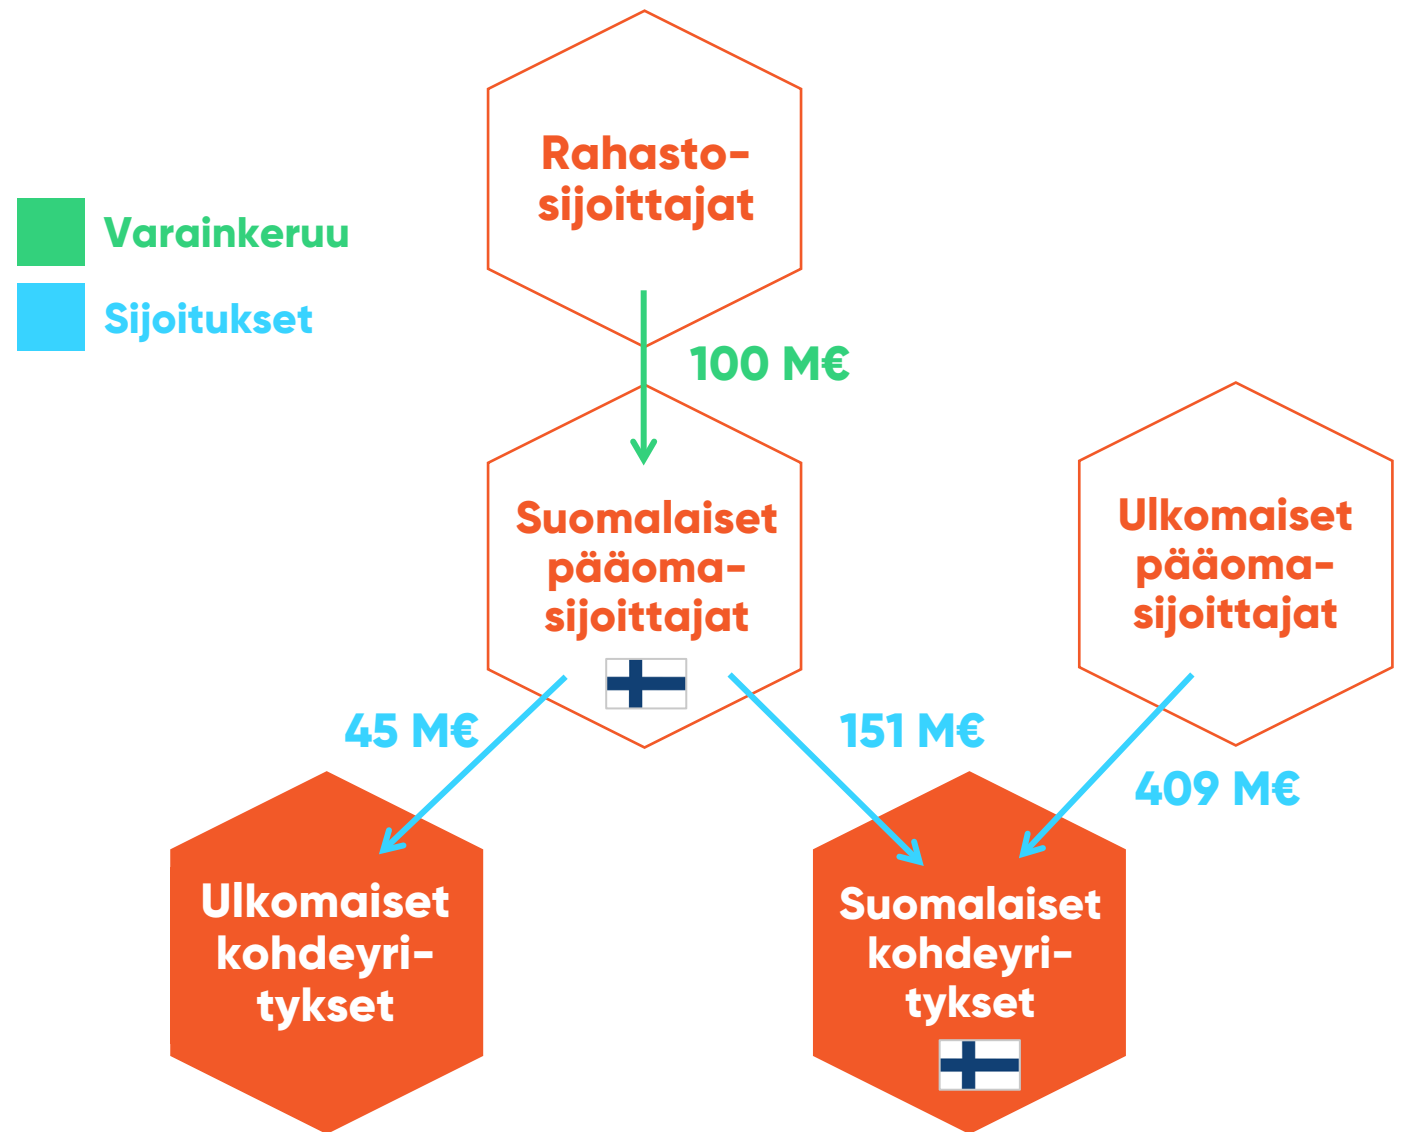 Rahasto-
sijoittajat
Varainkeruu
Sijoitukset
100 M€
Suomalaiset
pääoma-
sijoittajat
Ulkomaiset
pääoma-
sijoittajat
45 M€
151 M€
409 M€
Ulkomaiset
kohdeyri-
tykset
Suomalaiset
kohdeyri-
tykset